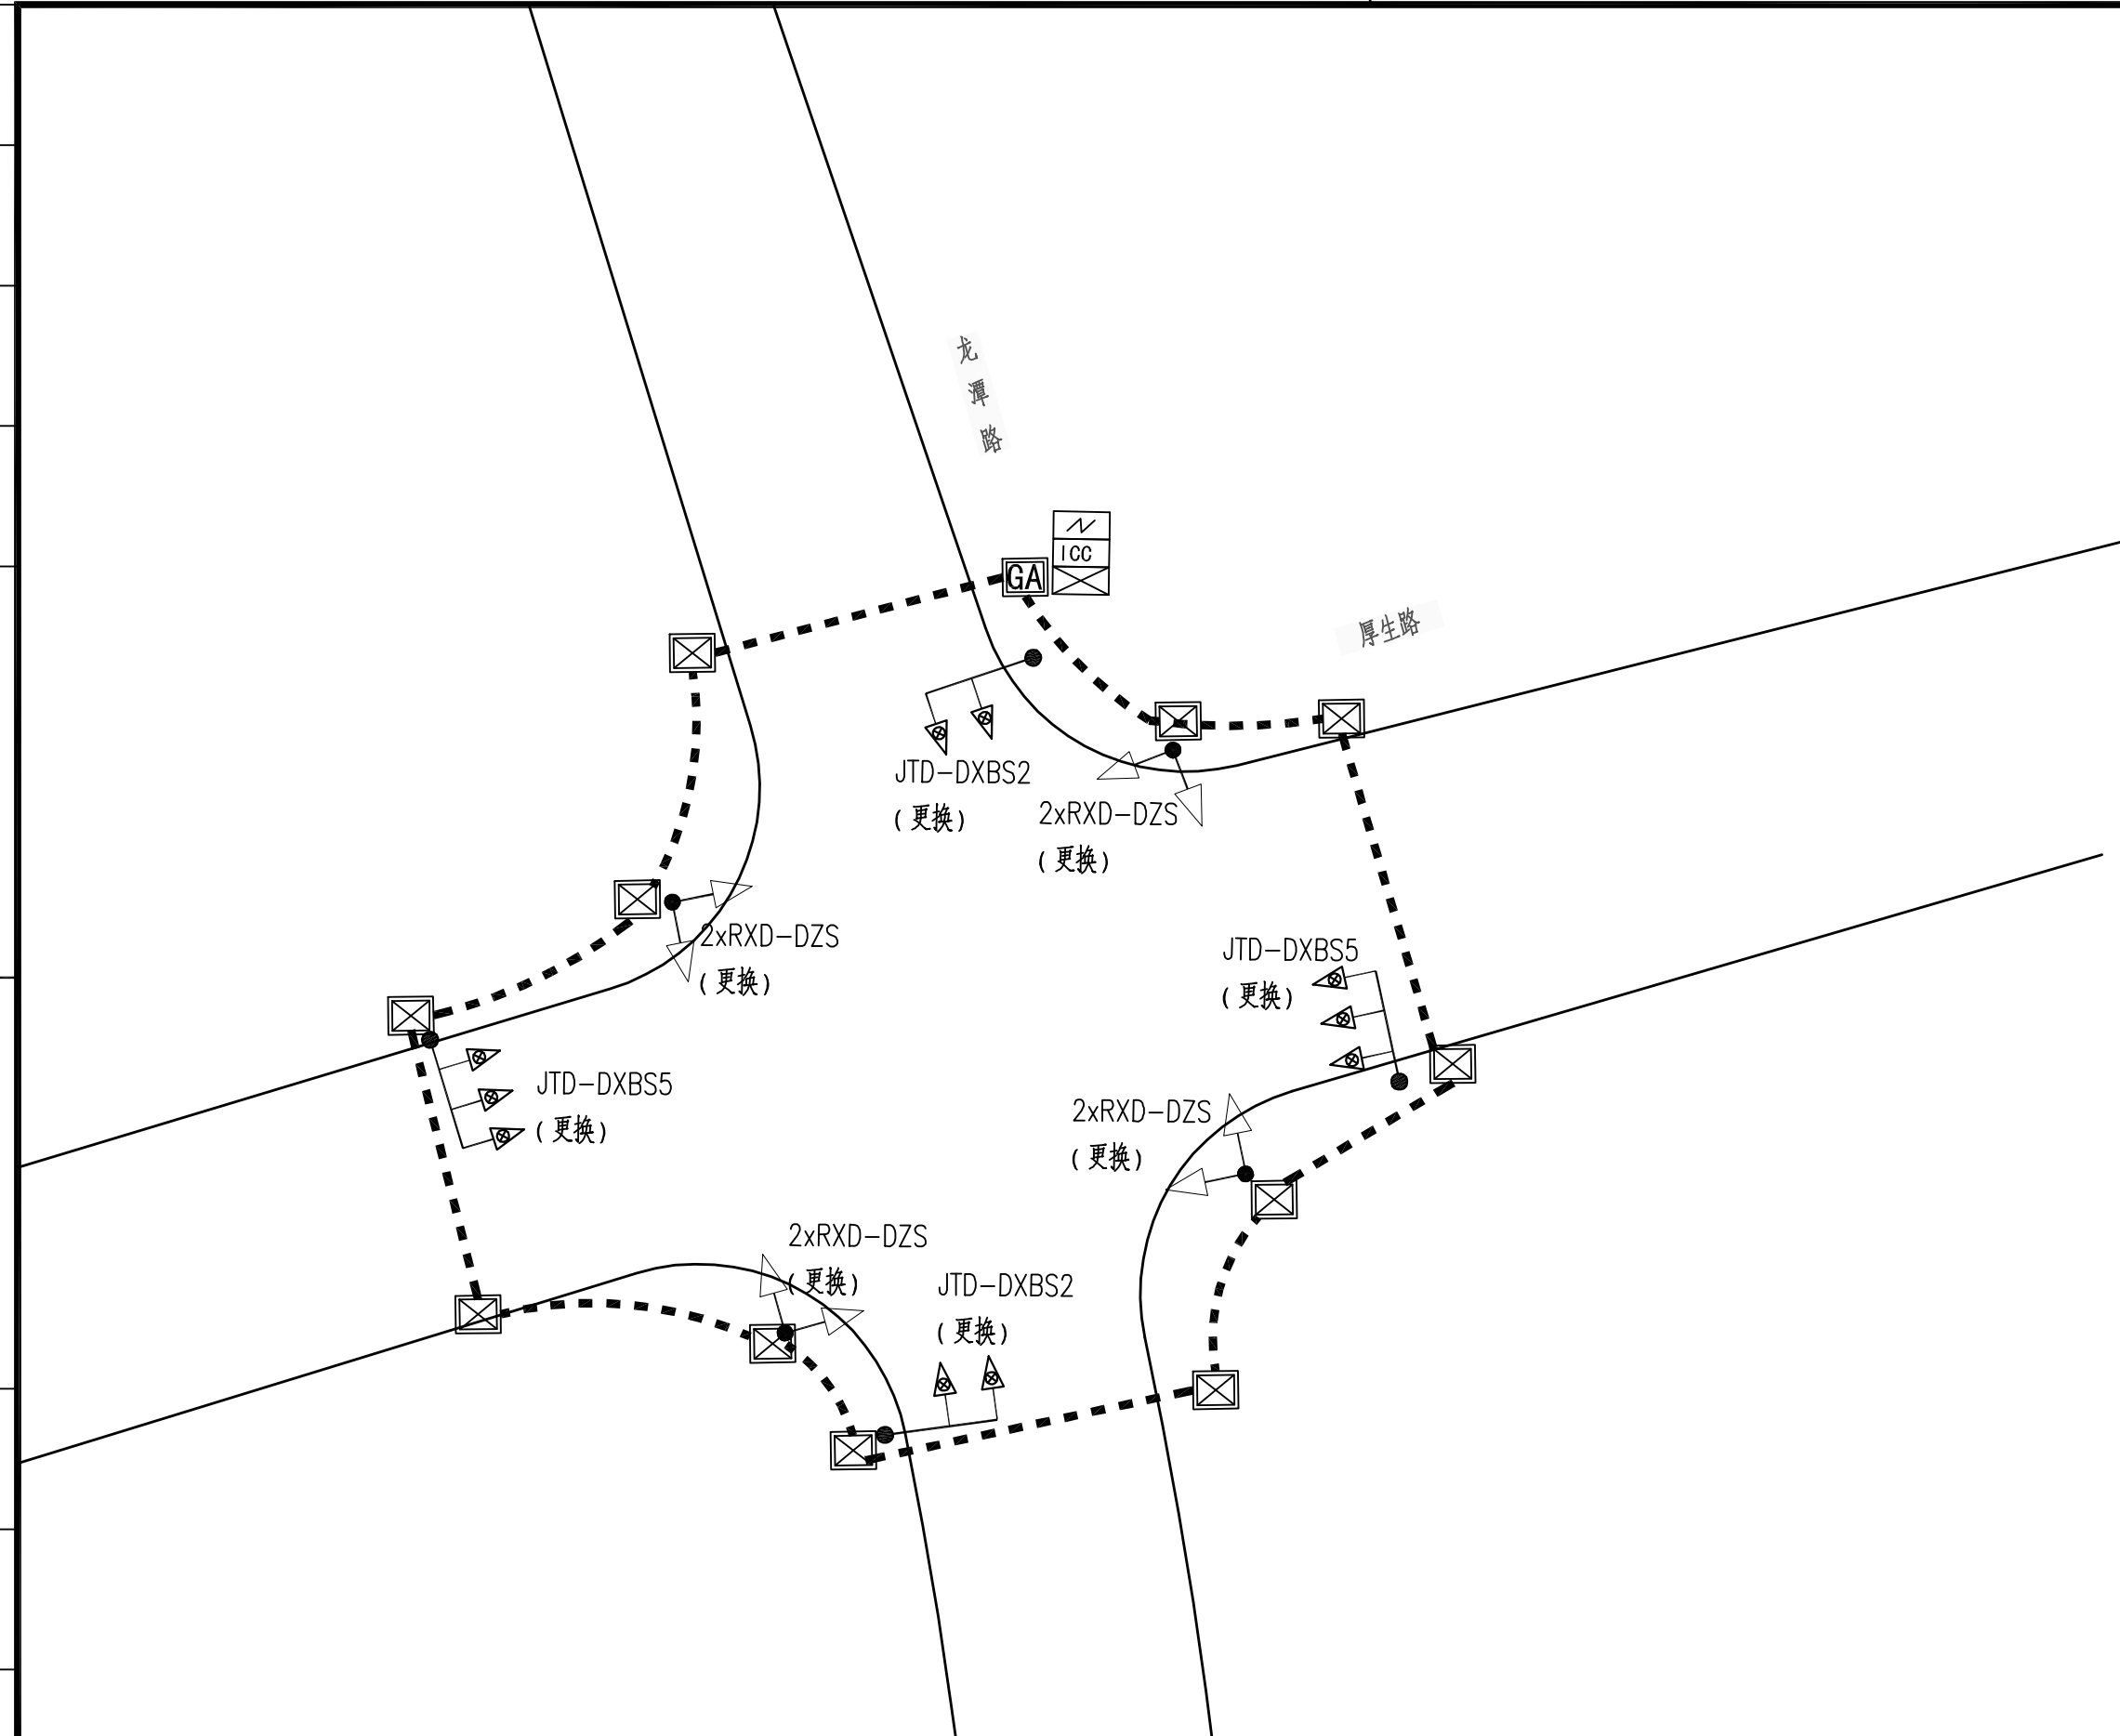 龙
潭
路
ICC
GA
厚生路
JTD-DXBS2
(更换)
2xRXD-DZS
(更换)
2xRXD-DZS
(更换)
JTD-DXBS5
(更换)
JTD-DXBS5
(更换)
2xRXD-DZS
(更换)
2xRXD-DZS
(更换)
JTD-DXBS2
(更换)